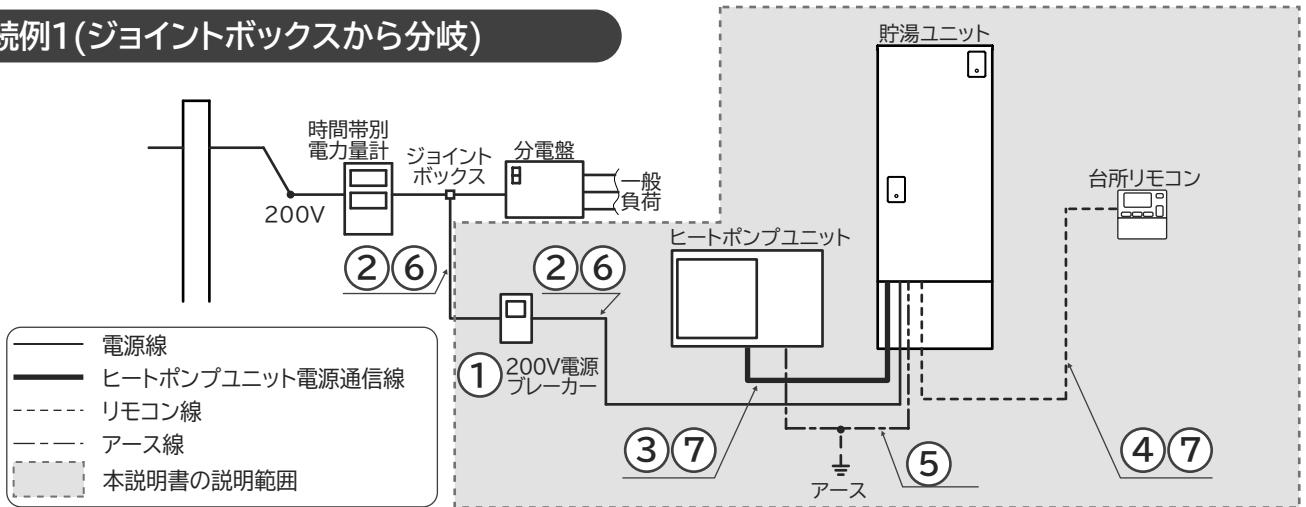 続例1(ジョイントボックスから分岐)
貯湯ユニット
時間帯別
電力量計
ジョイント
ボックス
分電盤
一般
負荷
200V
台所リモコン
ヒートポンプユニット
②⑥
②⑥
①
200V電源
ブレーカー
③⑦
⑤
④⑦
アース
電源線
ヒートポンプユニット電源通信線
リモコン線
アース線
本説明書の説明範囲